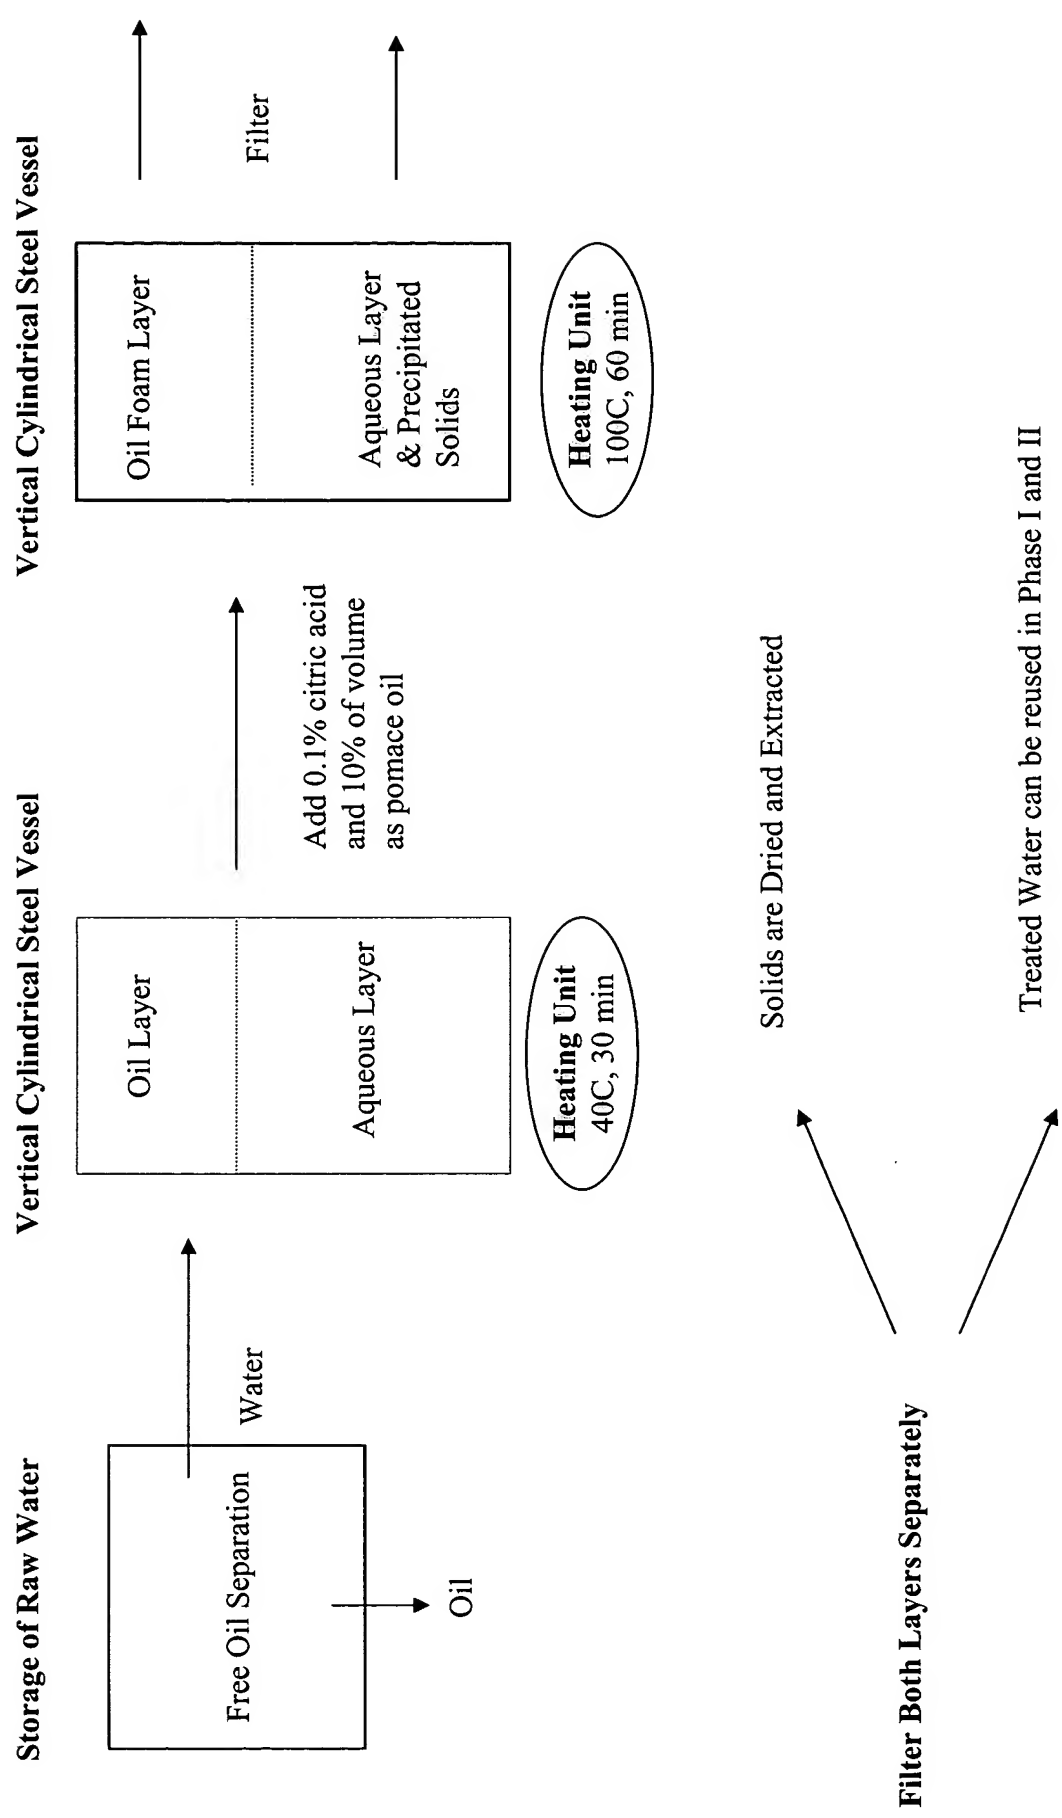 Storage of Raw Water
Free Oil Separation
Oil
Water
Vertical Cylindrical Steel Vessel
Oil Layer
Aqueous Layer
Heating Unit
40C, 30 min
Add 0.1% citric acid
and 10% of volume
as pomace oil
Vertical Cylindrical Steel Vessel
Oil Foam Layer
Aqueous Layer
& Precipitated
Solids
Heating Unit
100C, 60 min
Filter
Filter Both Layers Separately
Solids are Dried and Extracted
Treated Water can be reused in Phase I and II